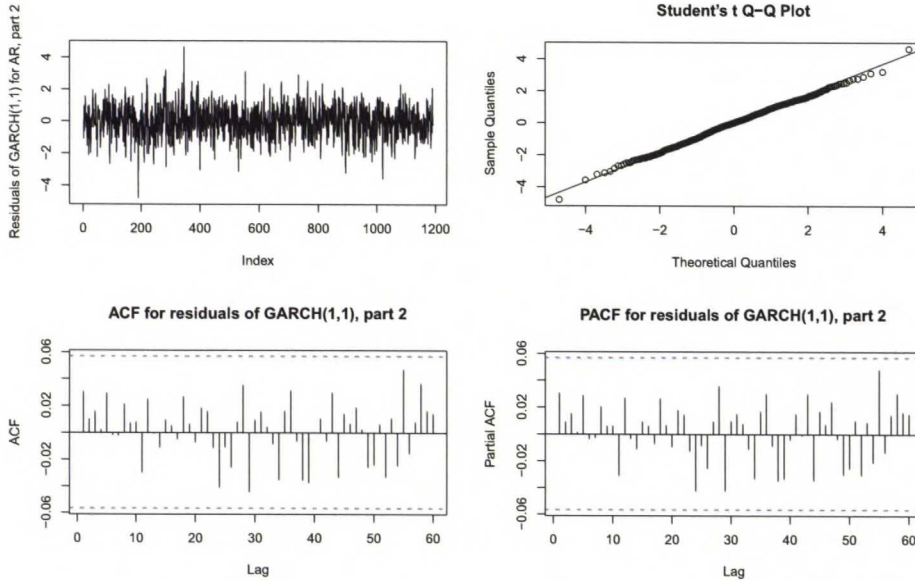 Residuals of GARCH(1,1) for AR, part 2
4
2
0
−2
−4
0 200 400 600 800 1000 1200
Index
Student's t Q−Q Plot
Sample Quantiles
4
2
0
−2
−4
−4 −2 0 2 4
Theoretical Quantiles
ACF for residuals of GARCH(1,1), part 2
ACF
0.06
0.02
−0.02
−0.06
0 10 20 30 40 50 60
Lag
PACF for residuals of GARCH(1,1), part 2
Partial ACF
0.06
0.02
−0.02
−0.06
0 10 20 30 40 50 60
Lag